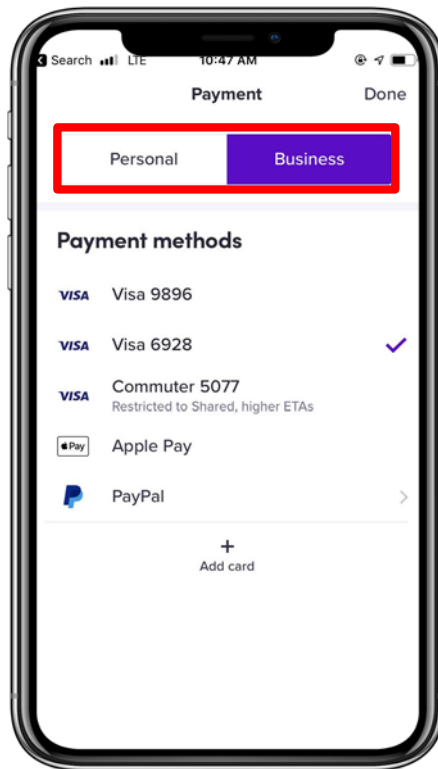 Search LTE 10:47 AM
Payment Done
Personal Business
Payment methods
VISA Visa 9896
VISA Visa 6928
VISA Commuter 5077
Restricted to Shared, higher ETAs
Pay Apple Pay
PayPal
+
Add card